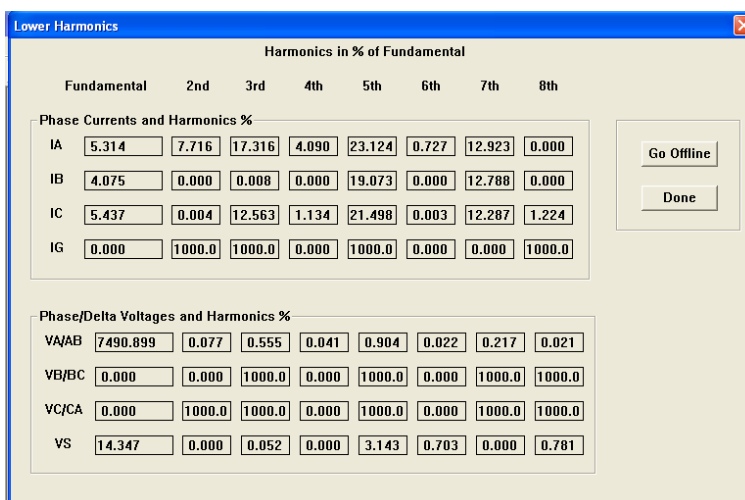 Lower Harmonics
Harmonics in % of Fundamental
Fundamental 2nd 3rd 4th 5th 6th 7th 8th
Phase Currents and Harmonics %
IA 5.314 7.716 17.316 4.090 23.124 0.727 12.923 0.000
Go Offline
IB 4.075 0.000 0.008 0.000 19.073 0.000 12.788 0.000
Done
IC 5.437 0.004 12.563 1.134 21.498 0.003 12.287 1.224
IG 0.000 1000.0 1000.0 0.000 1000.0 0.000 0.000 1000.0
Phase/Delta Voltages and Harmonics %
VA/AB 7490.899 0.077 0.555 0.041 0.904 0.022 0.217 0.021
VB/BC 0.000 0.000 1000.0 0.000 1000.0 0.000 1000.0 1000.0
VC/CA 0.000 1000.0 1000.0 0.000 1000.0 0.000 1000.0 1000.0
VS 14.347 0.000 0.052 0.000 3.143 0.703 0.000 0.781